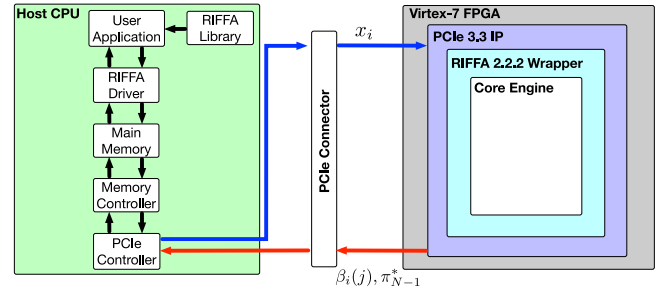 Host CPU
User
Application
RIFFA
Library
RIFFA
Driver
Main
Memory
Memory
Controller
PCIe
Controller
PCIe Connector
x_i
β_i(j), π*_{N-1}
Virtex-7 FPGA
PCIe 3.3 IP
RIFFA 2.2.2 Wrapper
Core Engine